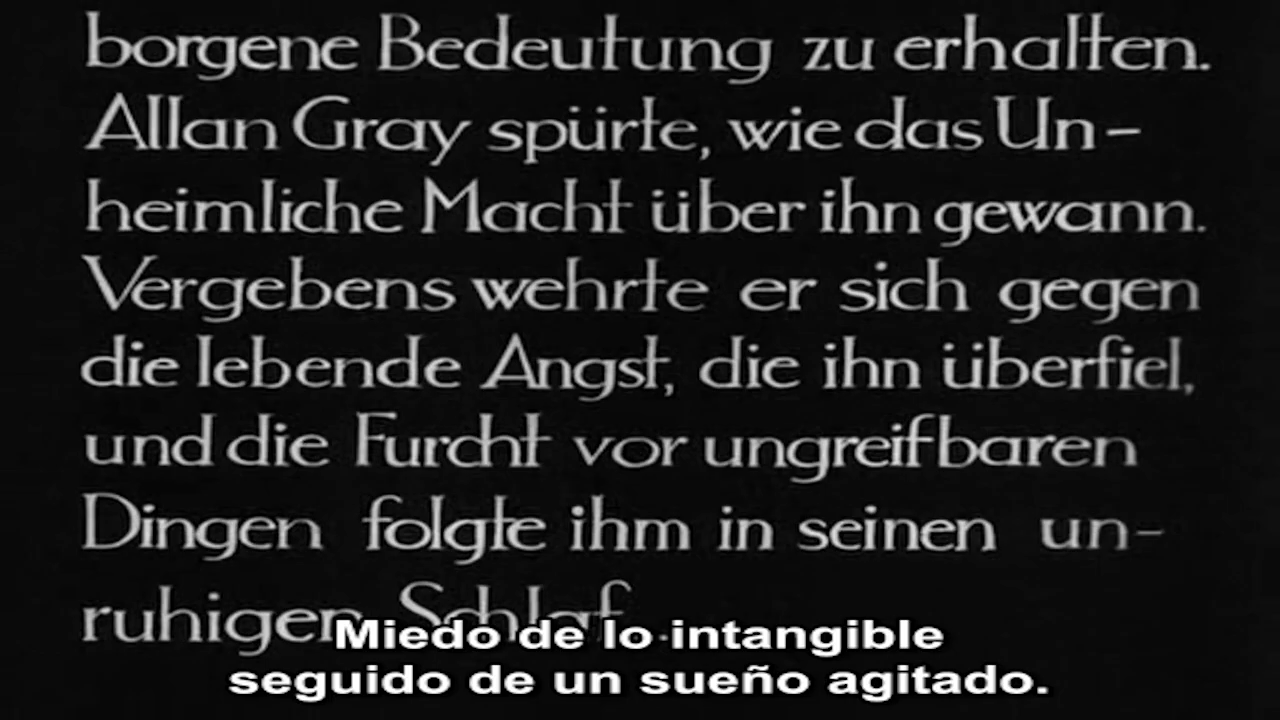 borgene Bedeutung zu erhalten.
Allan Gray spürte, wie das Un-
heimliche Macht über ihn gewann.
Vergebens wehrte er sich gegen
die lebende Angst, die ihn überfiel,
und die Furcht vor ungreifbaren
Dingen folgte ihm in seinen un-
ruhigen Schlaf...
Miedo de lo intangible
seguido de un sueño agitado.